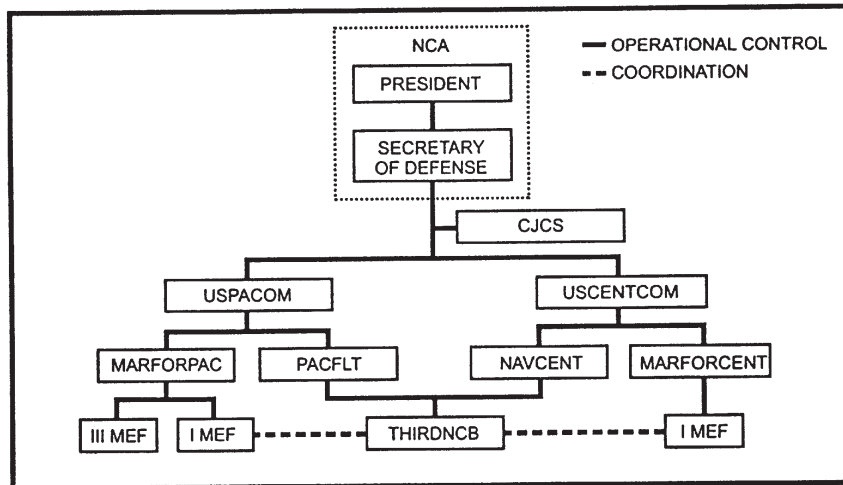 NCA
OPERATIONAL CONTROL
COORDINATION
PRESIDENT
SECRETARY
OF DEFENSE
CJCS
USPACOM
USCENTCOM
MARFORPAC
PACFLT
NAVCENT
MARFORCENT
III MEF
I MEF
THIRDNCB
I MEF